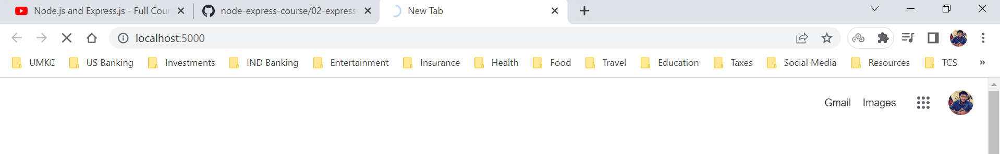 Node.js and Express.js - Full Cour node-express-course/02-express- New Tab
localhost:5000
UMKC US Banking Investments IND Banking Entertainment Insurance Health Food Travel Education Taxes Social Media Resources TCS »
Gmail Images